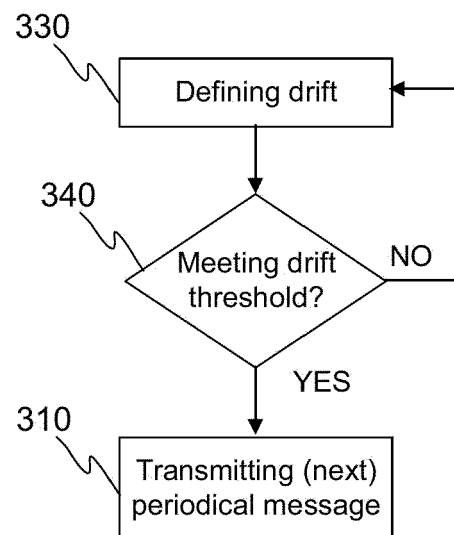 330
Defining drift
340
Meeting drift
threshold?
NO
YES
310
Transmitting (next)
periodical message